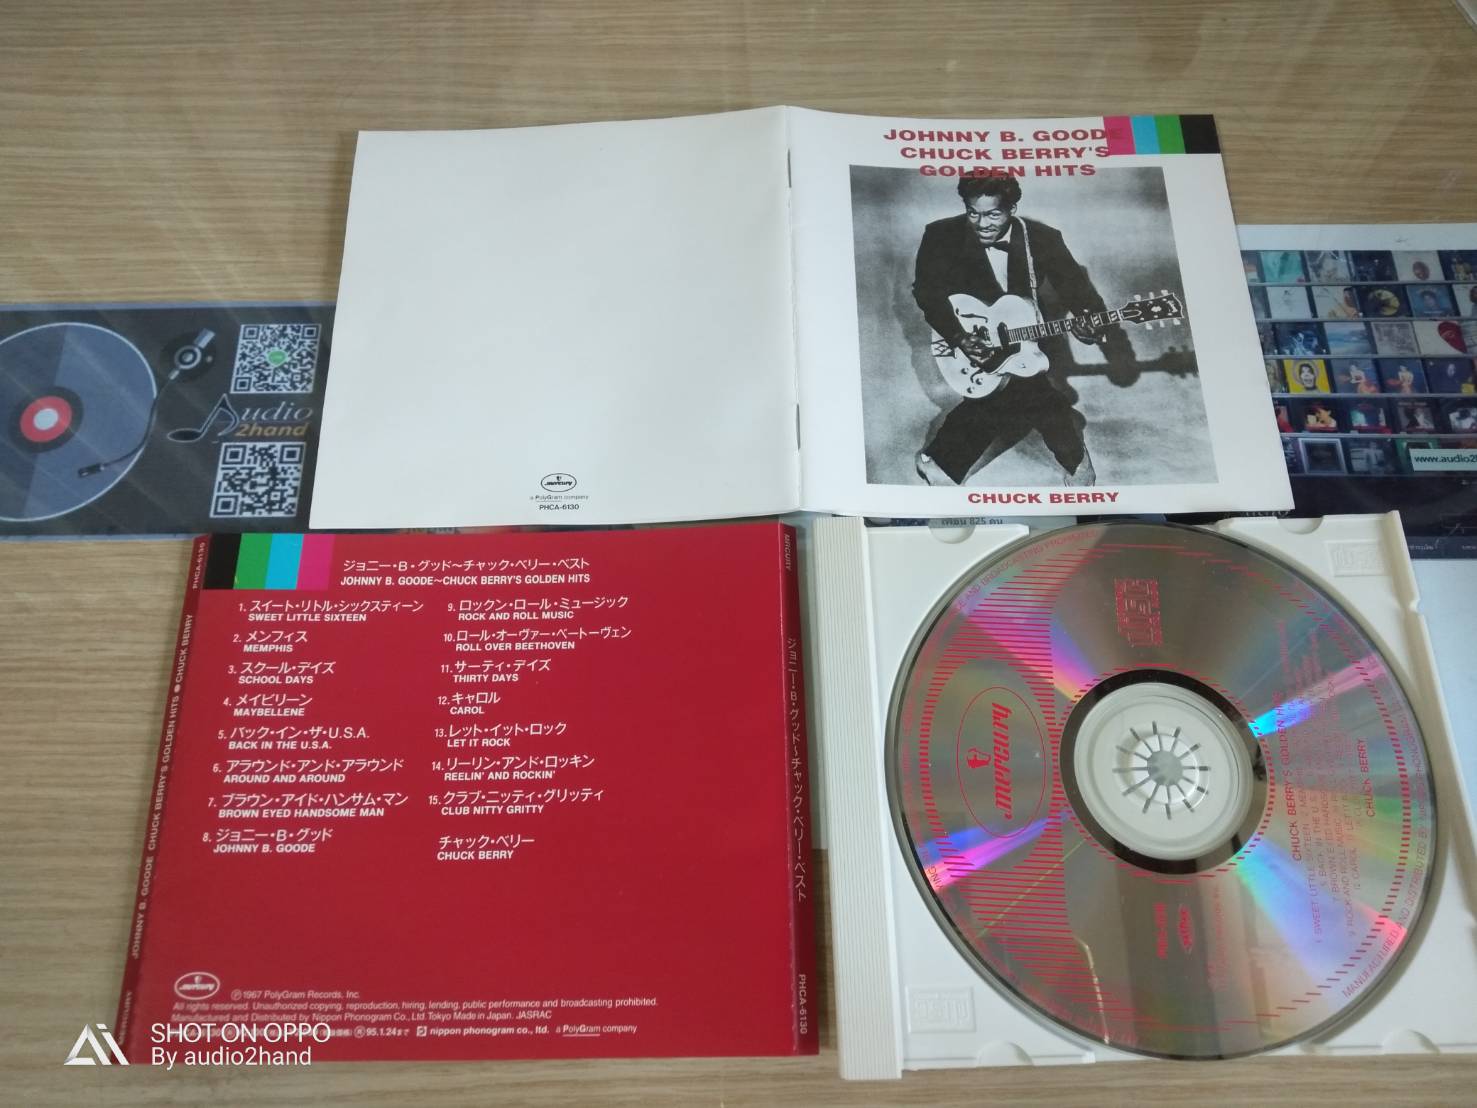 JOHNNY B. GOODE
CHUCK BERRY'S
GOLDEN HITS
CHUCK BERRY
mercury
a PolyGram company
PHCA-6130
Audio
2hand
www.audio2
PHCA-6130
JOHNNY B. GOODE CHUCK BERRY'S GOLDEN HITS ● CHUCK BERRY
ジョニー・B・グッド〜チャック・ベリー・ベスト
JOHNNY B. GOODE~CHUCK BERRY'S GOLDEN HITS
1. スイート・リトル・シックスティーン
SWEET LITTLE SIXTEEN
2. メンフィス
MEMPHIS
3. スクール・デイズ
SCHOOL DAYS
4. メイビリーン
MAYBELLENE
5. バック・イン・ザ・U.S.A.
BACK IN THE U.S.A.
6. アラウンド・アンド・アラウンド
AROUND AND AROUND
7. ブラウン・アイド・ハンサム・マン
BROWN EYED HANDSOME MAN
8. ジョニー・B・グッド
JOHNNY B. GOODE
9. ロックン・ロール・ミュージック
ROCK AND ROLL MUSIC
10. ロール・オーヴァー・ベートーヴェン
ROLL OVER BEETHOVEN
11. サーティ・デイズ
THIRTY DAYS
12. キャロル
CAROL
13. レット・イット・ロック
LET IT ROCK
14. リーリン・アンド・ロッキン
REELIN' AND ROCKIN'
15. クラブ・ニッティ・グリッティ
CLUB NITTY GRITTY
チャック・ベリー
CHUCK BERRY
mercury
Ⓟ1967 PolyGram Records, Inc.
All rights reserved. Unauthorized copying, reproduction, hiring, lending, public performance and broadcasting prohibited.
Manufactured and Distributed by Nippon Phonogram Co., Ltd. Tokyo Made in Japan. JASRAC
95.1.24まで nippon phonogram co., ltd. a PolyGram company
MERCURY
ジョニー・B・グッド〜チャック・ベリー・ベスト
PHCA-6130
mercury
CHUCK BERRY'S GOLDEN HITS
CHUCK BERRY
SHOT ON OPPO
By audio2hand